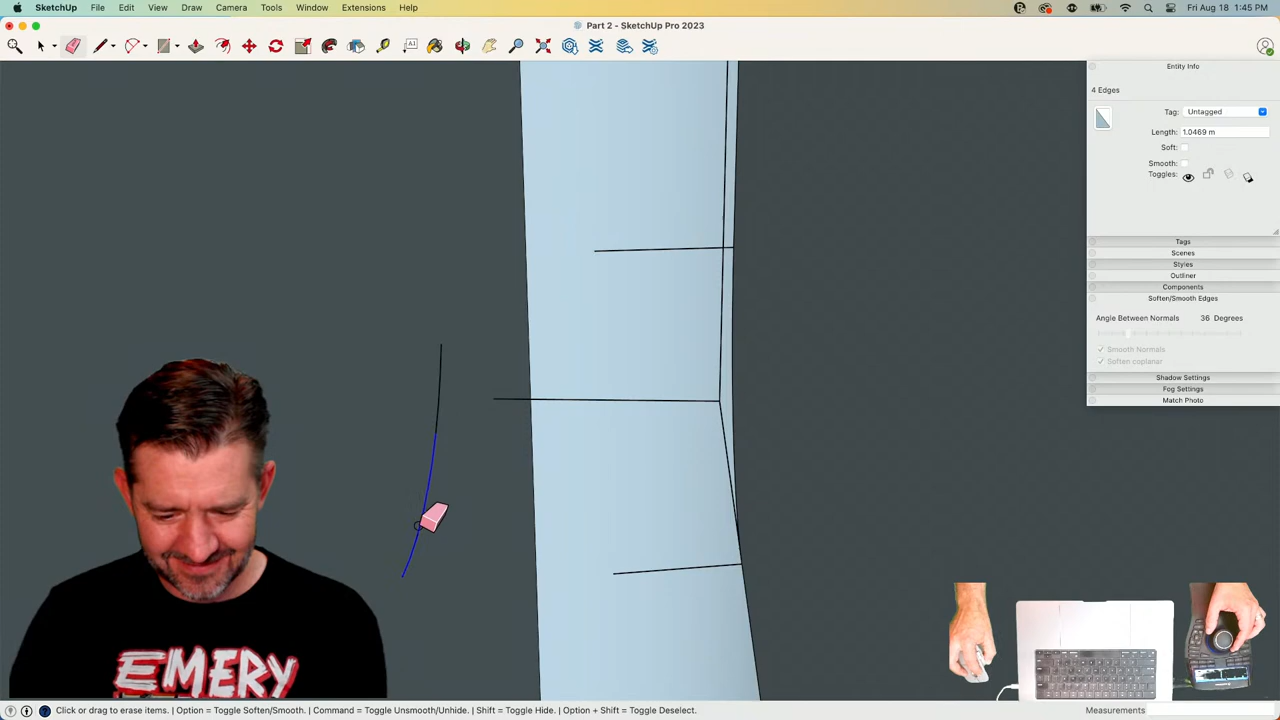 SketchUp File Edit View Draw Camera Tools Window Extensions Help
Fri Aug 18 1:45 PM
Part 2 - SketchUp Pro 2023
Entity Info
4 Edges
Tag: Untagged
Length: 1.0469 m
Soft:
Smooth:
Toggles:
Tags
Scenes
Styles
Outliner
Components
Soften/Smooth Edges
Angle Between Normals 36 Degrees
Smooth Normals
Soften coplanar
Shadow Settings
Fog Settings
Match Photo
EMERY
Click or drag to erase items. | Option = Toggle Soften/Smooth. | Command = Toggle Unsmooth/Unhide. | Shift = Toggle Hide. | Option + Shift = Toggle Deselect.
Measurements